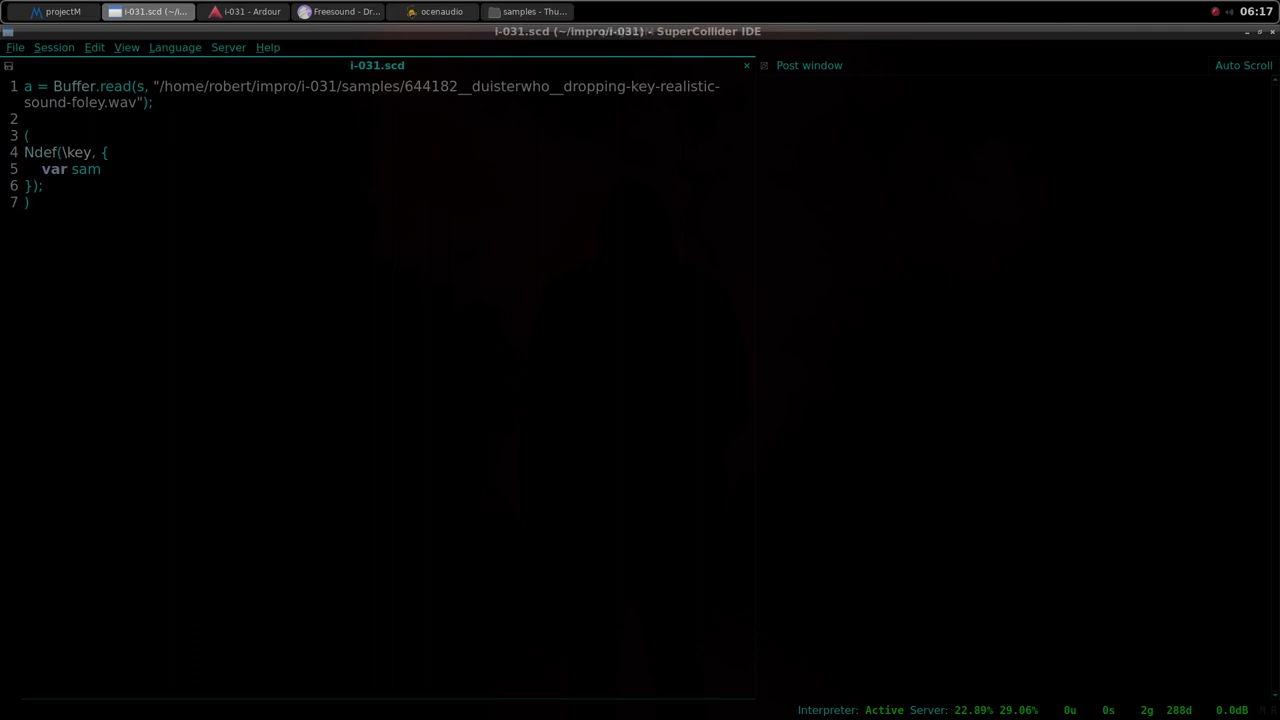 projectM
i-031.scd (~/i...
i-031 - Ardour
Freesound - Dr...
ocenaudio
samples - Thu...
06:17
i-031.scd (~/impro/i-031) - SuperCollider IDE
File Session Edit View Language Server Help
i-031.scd
Post window
Auto Scroll
1 a = Buffer.read(s, "/home/robert/impro/i-031/samples/644182__duisterwho__dropping-key-realistic-
sound-foley.wav");
2
3 (
4 Ndef(\key, {
5 var sam
6 });
7 )
Interpreter: Active Server: 22.89% 29.06% 0u 0s 2g 288d 0.0dB